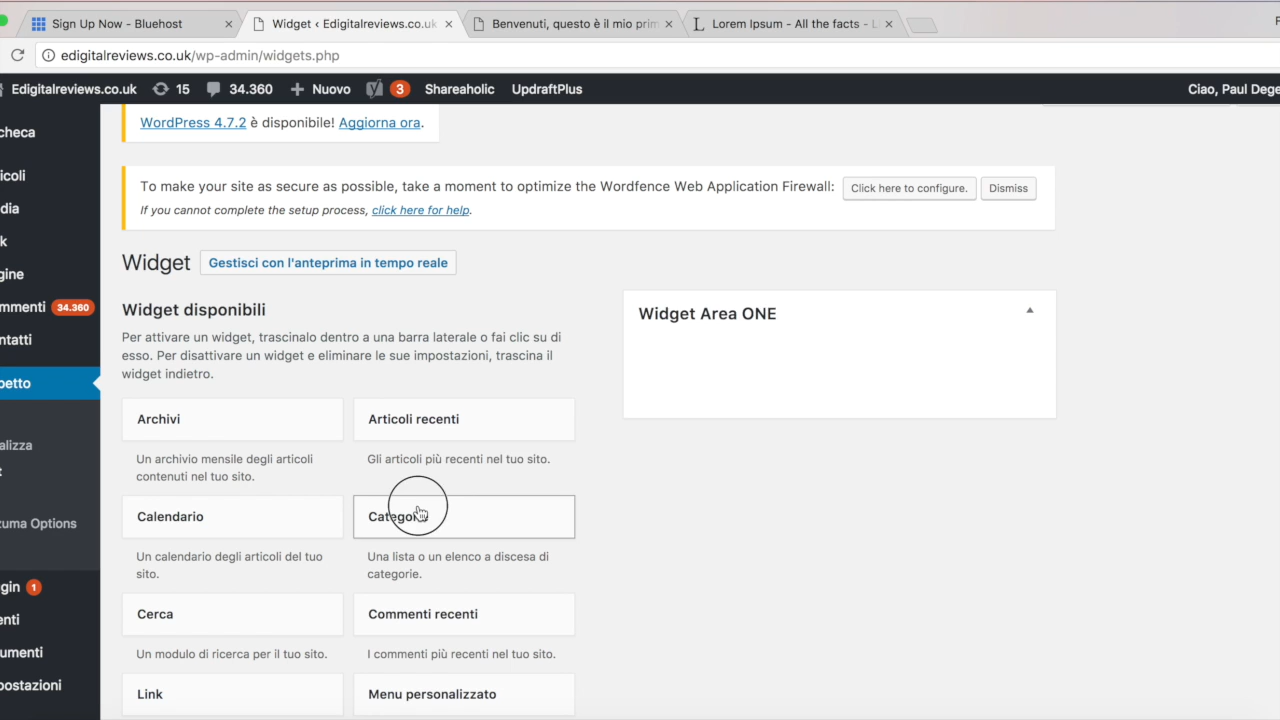 Sign Up Now - Bluehost
Widget ‹ Edigitalreviews.co.uk
Benvenuti, questo è il mio prim
Lorem Ipsum - All the facts - L
edigitalreviews.co.uk/wp-admin/widgets.php
Edigitalreviews.co.uk 15 34.360 Nuovo 3 Shareaholic UpdraftPlus Ciao, Paul Dege
WordPress 4.7.2 è disponibile! Aggiorna ora.
To make your site as secure as possible, take a moment to optimize the Wordfence Web Application Firewall: Click here to configure. Dismiss
If you cannot complete the setup process, click here for help.
checa
icoli
dia
k
gine
mmenti 34.360
ntatti
petto
alizza
t
zuma Options
gin 1
enti
umenti
postazioni
Widget Gestisci con l'anteprima in tempo reale
Widget disponibili
Per attivare un widget, trascinalo dentro a una barra laterale o fai clic su di
esso. Per disattivare un widget e eliminare le sue impostazioni, trascina il
widget indietro.
Archivi
Un archivio mensile degli articoli
contenuti nel tuo sito.
Articoli recenti
Gli articoli più recenti nel tuo sito.
Calendario
Un calendario degli articoli del tuo
sito.
Categorie
Una lista o un elenco a discesa di
categorie.
Cerca
Un modulo di ricerca per il tuo sito.
Commenti recenti
I commenti più recenti nel tuo sito.
Link
Menu personalizzato
Widget Area ONE